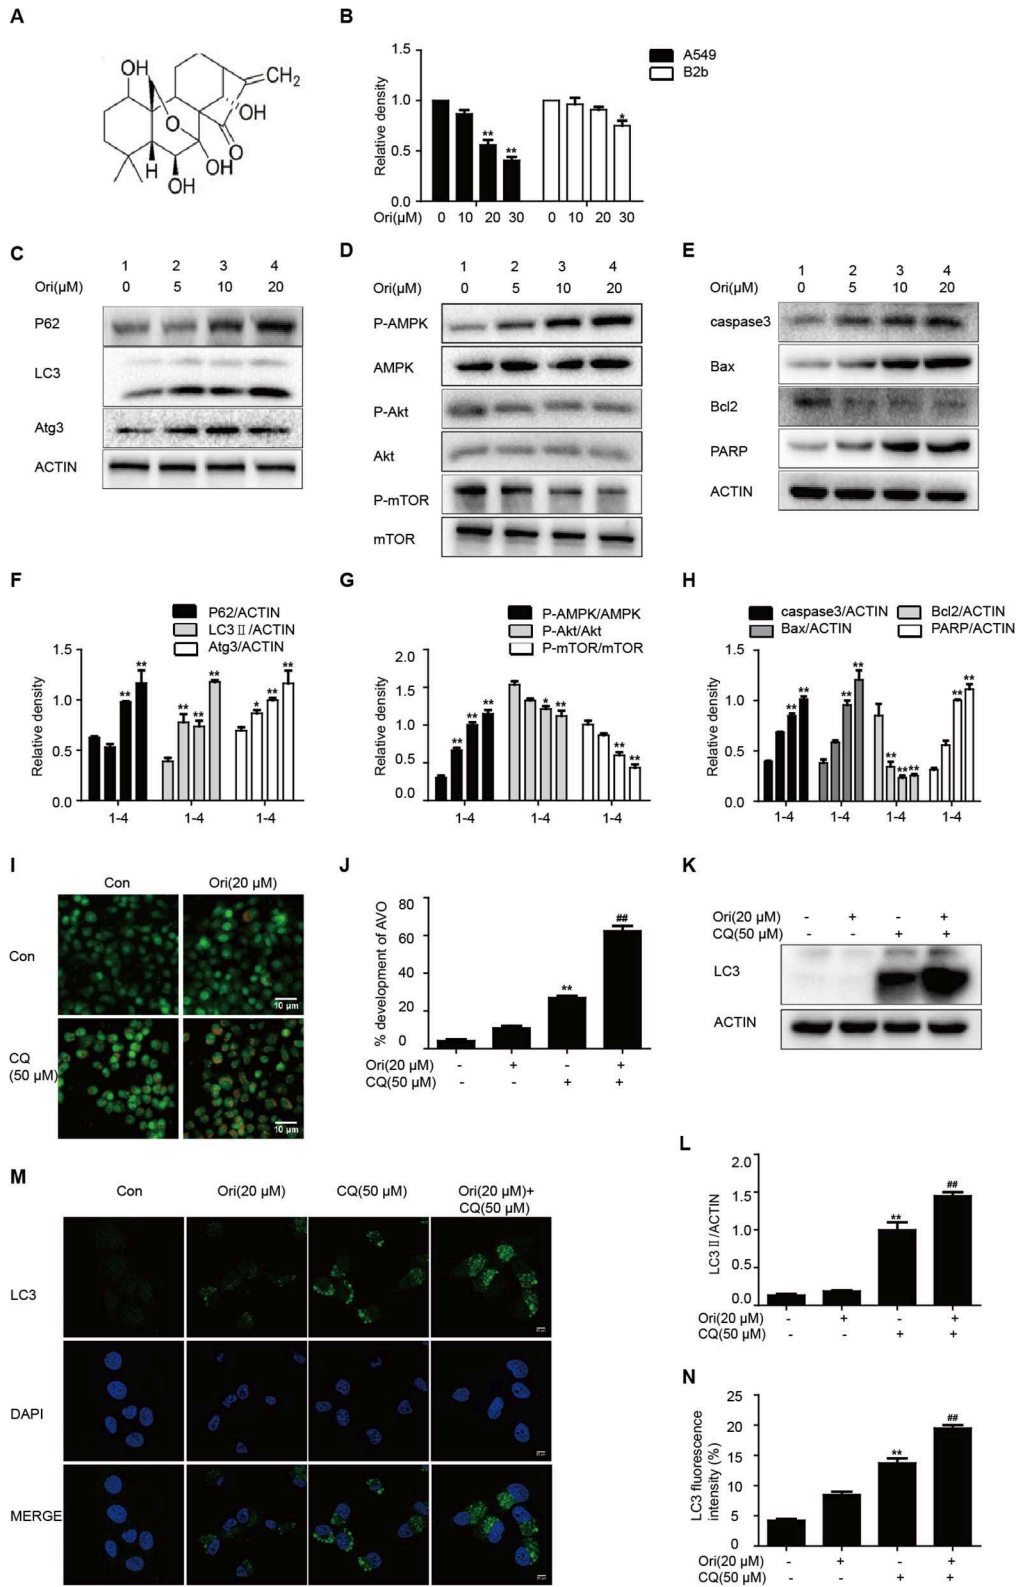 A
OH
CH2
OH
O
O
H
OH
OH
B
A549
B2b
Relative density
1.5
1.0
0.5
0.0
** ** *
Ori(μM) 0 10 20 30 0 10 20 30
C
1 2 3 4
Ori(μM) 0 5 10 20
P62
LC3
Atg3
ACTIN
D
1 2 3 4
Ori(μM) 0 5 10 20
P-AMPK
AMPK
P-Akt
Akt
P-mTOR
mTOR
E
1 2 3 4
Ori(μM) 0 5 10 20
caspase3
Bax
Bcl2
PARP
ACTIN
F
P62/ACTIN
LC3Ⅱ/ACTIN
Atg3/ACTIN
Relative density
1.5
1.0
0.5
0.0
** ** ** ** ** * ** **
1-4 1-4 1-4
G
P-AMPK/AMPK
P-Akt/Akt
P-mTOR/mTOR
Relative density
2.0
1.5
1.0
0.5
0.0
** ** ** * ** ** **
1-4 1-4 1-4
H
caspase3/ACTIN Bcl2/ACTIN
Bax/ACTIN PARP/ACTIN
Relative density
1.5
1.0
0.5
0.0
** ** ** ** ** ** ** ** **
1-4 1-4 1-4 1-4
I
Con Ori(20 μM)
Con
10 μm
CQ
(50 μM)
10 μm
J
% development of AVO
80
60
40
20
0
** ##
Ori(20 μM) - + - +
CQ(50 μM) - - + +
K
Ori(20 μM) - + - +
CQ(50 μM) - - + +
LC3
ACTIN
L
LC3Ⅱ/ACTIN
2.0
1.5
1.0
0.5
0.0
** ##
Ori(20 μM) - + - +
CQ(50 μM) - - + +
M
Con Ori(20 μM) CQ(50 μM) Ori(20 μM)+
CQ(50 μM)
LC3
DAPI
MERGE
N
LC3 fluorescence
intensity (%)
25
20
15
10
5
0
** ##
Ori(20 μM) - + - +
CQ(50 μM) - - + +